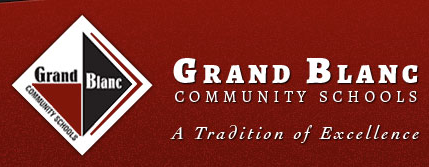 Grand
Blanc
COMMUNITY SCHOOLS
GRAND BLANC
COMMUNITY SCHOOLS
A Tradition of Excellence